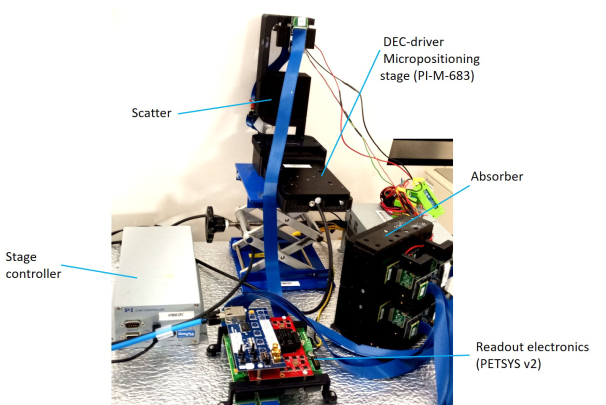 DEC-driver
Micropositioning
stage (PI-M-683)
Scatter
Absorber
Stage
controller
PI
Readout electronics
(PETSYS v2)